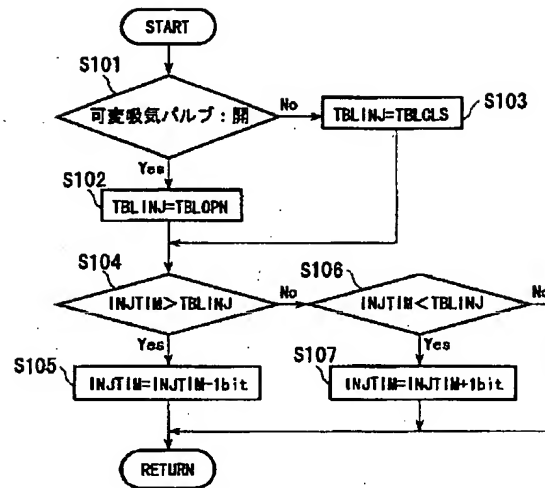 START
S101
可変吸気バルブ:開
No
TBLINJ=TBLCLS
S103
Yes
S102
TBLINJ=TBLOPN
S104
INJTIM>TBLINJ
No
S106
INJTIM<TBLINJ
No
Yes
S105
INJTIM=INJTIM-1bit
Yes
S107
INJTIM=INJTIM+1bit
RETURN